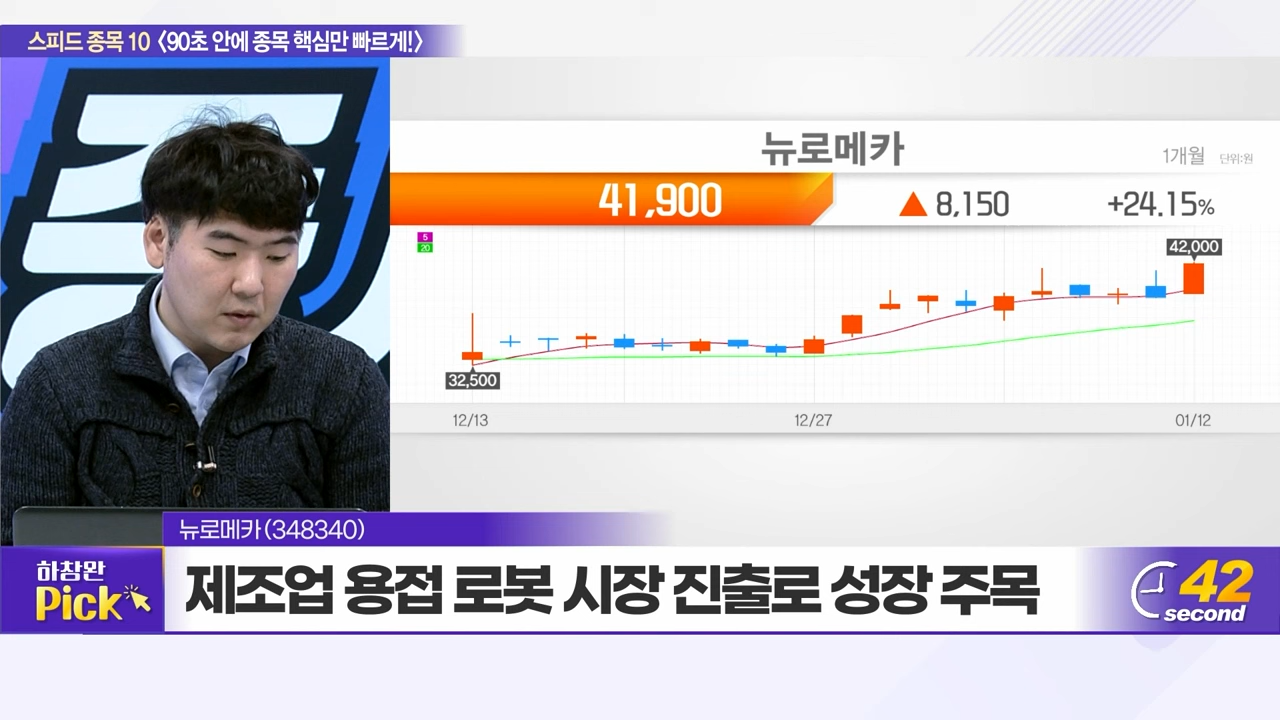 스피드 종목 10 〈90초 안에 종목 핵심만 빠르게!〉
뉴로메카
1개월 단위:원
41,900 ▲ 8,150 +24.15%
5
20
42,000
32,500
12/13 12/27 01/12
뉴로메카(348340)
하창완
Pick
제조업 용접 로봇 시장 진출로 성장 주목
42
second